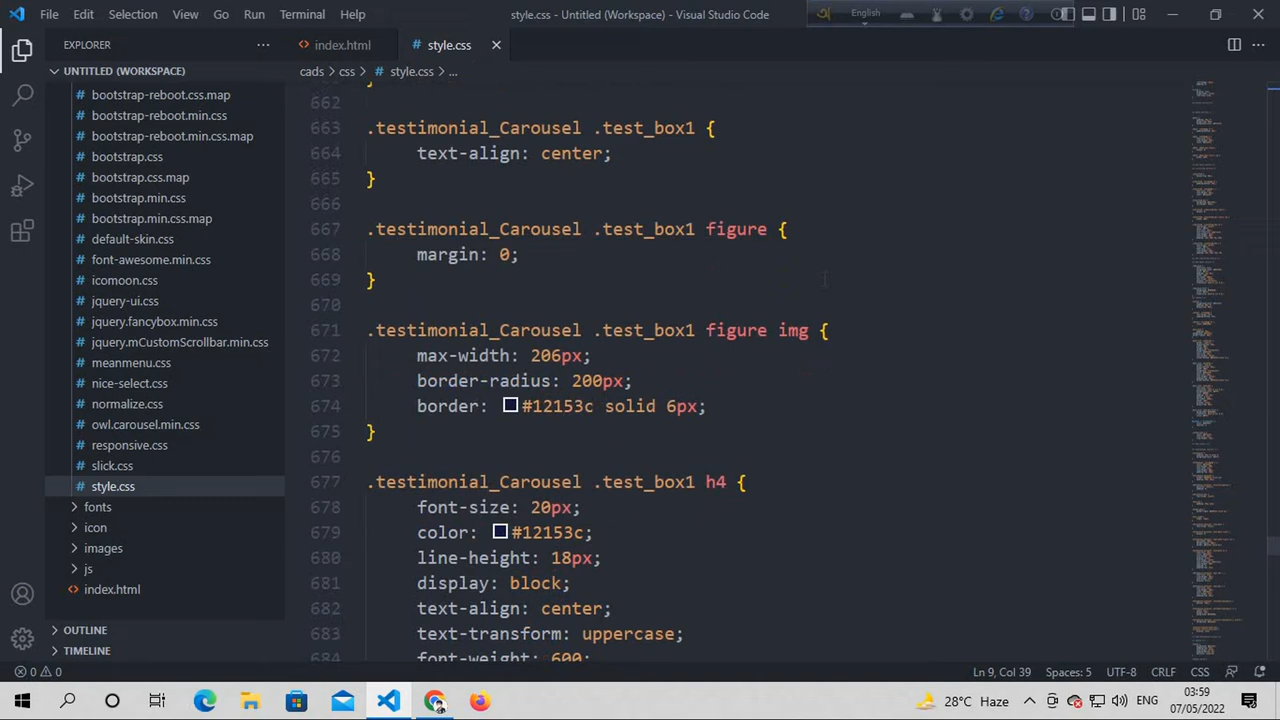 File Edit Selection View Go Run Terminal Help
style.css - Untitled (Workspace) - Visual Studio Code
English
EXPLORER
index.html
style.css
UNTITLED (WORKSPACE)
cads > css > # style.css > ...
bootstrap-reboot.css.map
bootstrap-reboot.min.css
bootstrap-reboot.min.css.map
bootstrap.css
bootstrap.css.map
bootstrap.min.css
bootstrap.min.css.map
default-skin.css
font-awesome.min.css
icomoon.css
jquery-ui.css
jquery.fancybox.min.css
jquery.mCustomScrollbar.min.css
meanmenu.css
nice-select.css
normalize.css
owl.carousel.min.css
responsive.css
slick.css
style.css
fonts
icon
images
js
index.html
OUTLINE
TIMELINE
}
662
663 .testimonial_Carousel .test_box1 {
664 text-align: center;
665 }
666
667 .testimonial_Carousel .test_box1 figure {
668 margin: 0;
669 }
670
671 .testimonial_Carousel .test_box1 figure img {
672 max-width: 206px;
673 border-radius: 200px;
674 border: #12153c solid 6px;
675 }
676
677 .testimonial_Carousel .test_box1 h4 {
678 font-size: 20px;
679 color: #12153c;
680 line-height: 18px;
681 display: block;
682 text-align: center;
683 text-transform: uppercase;
684 font-weight: 600;
0 0 Ln 9, Col 39 Spaces: 5 UTF-8 CRLF CSS
28°C Haze ENG 03:59
07/05/2022